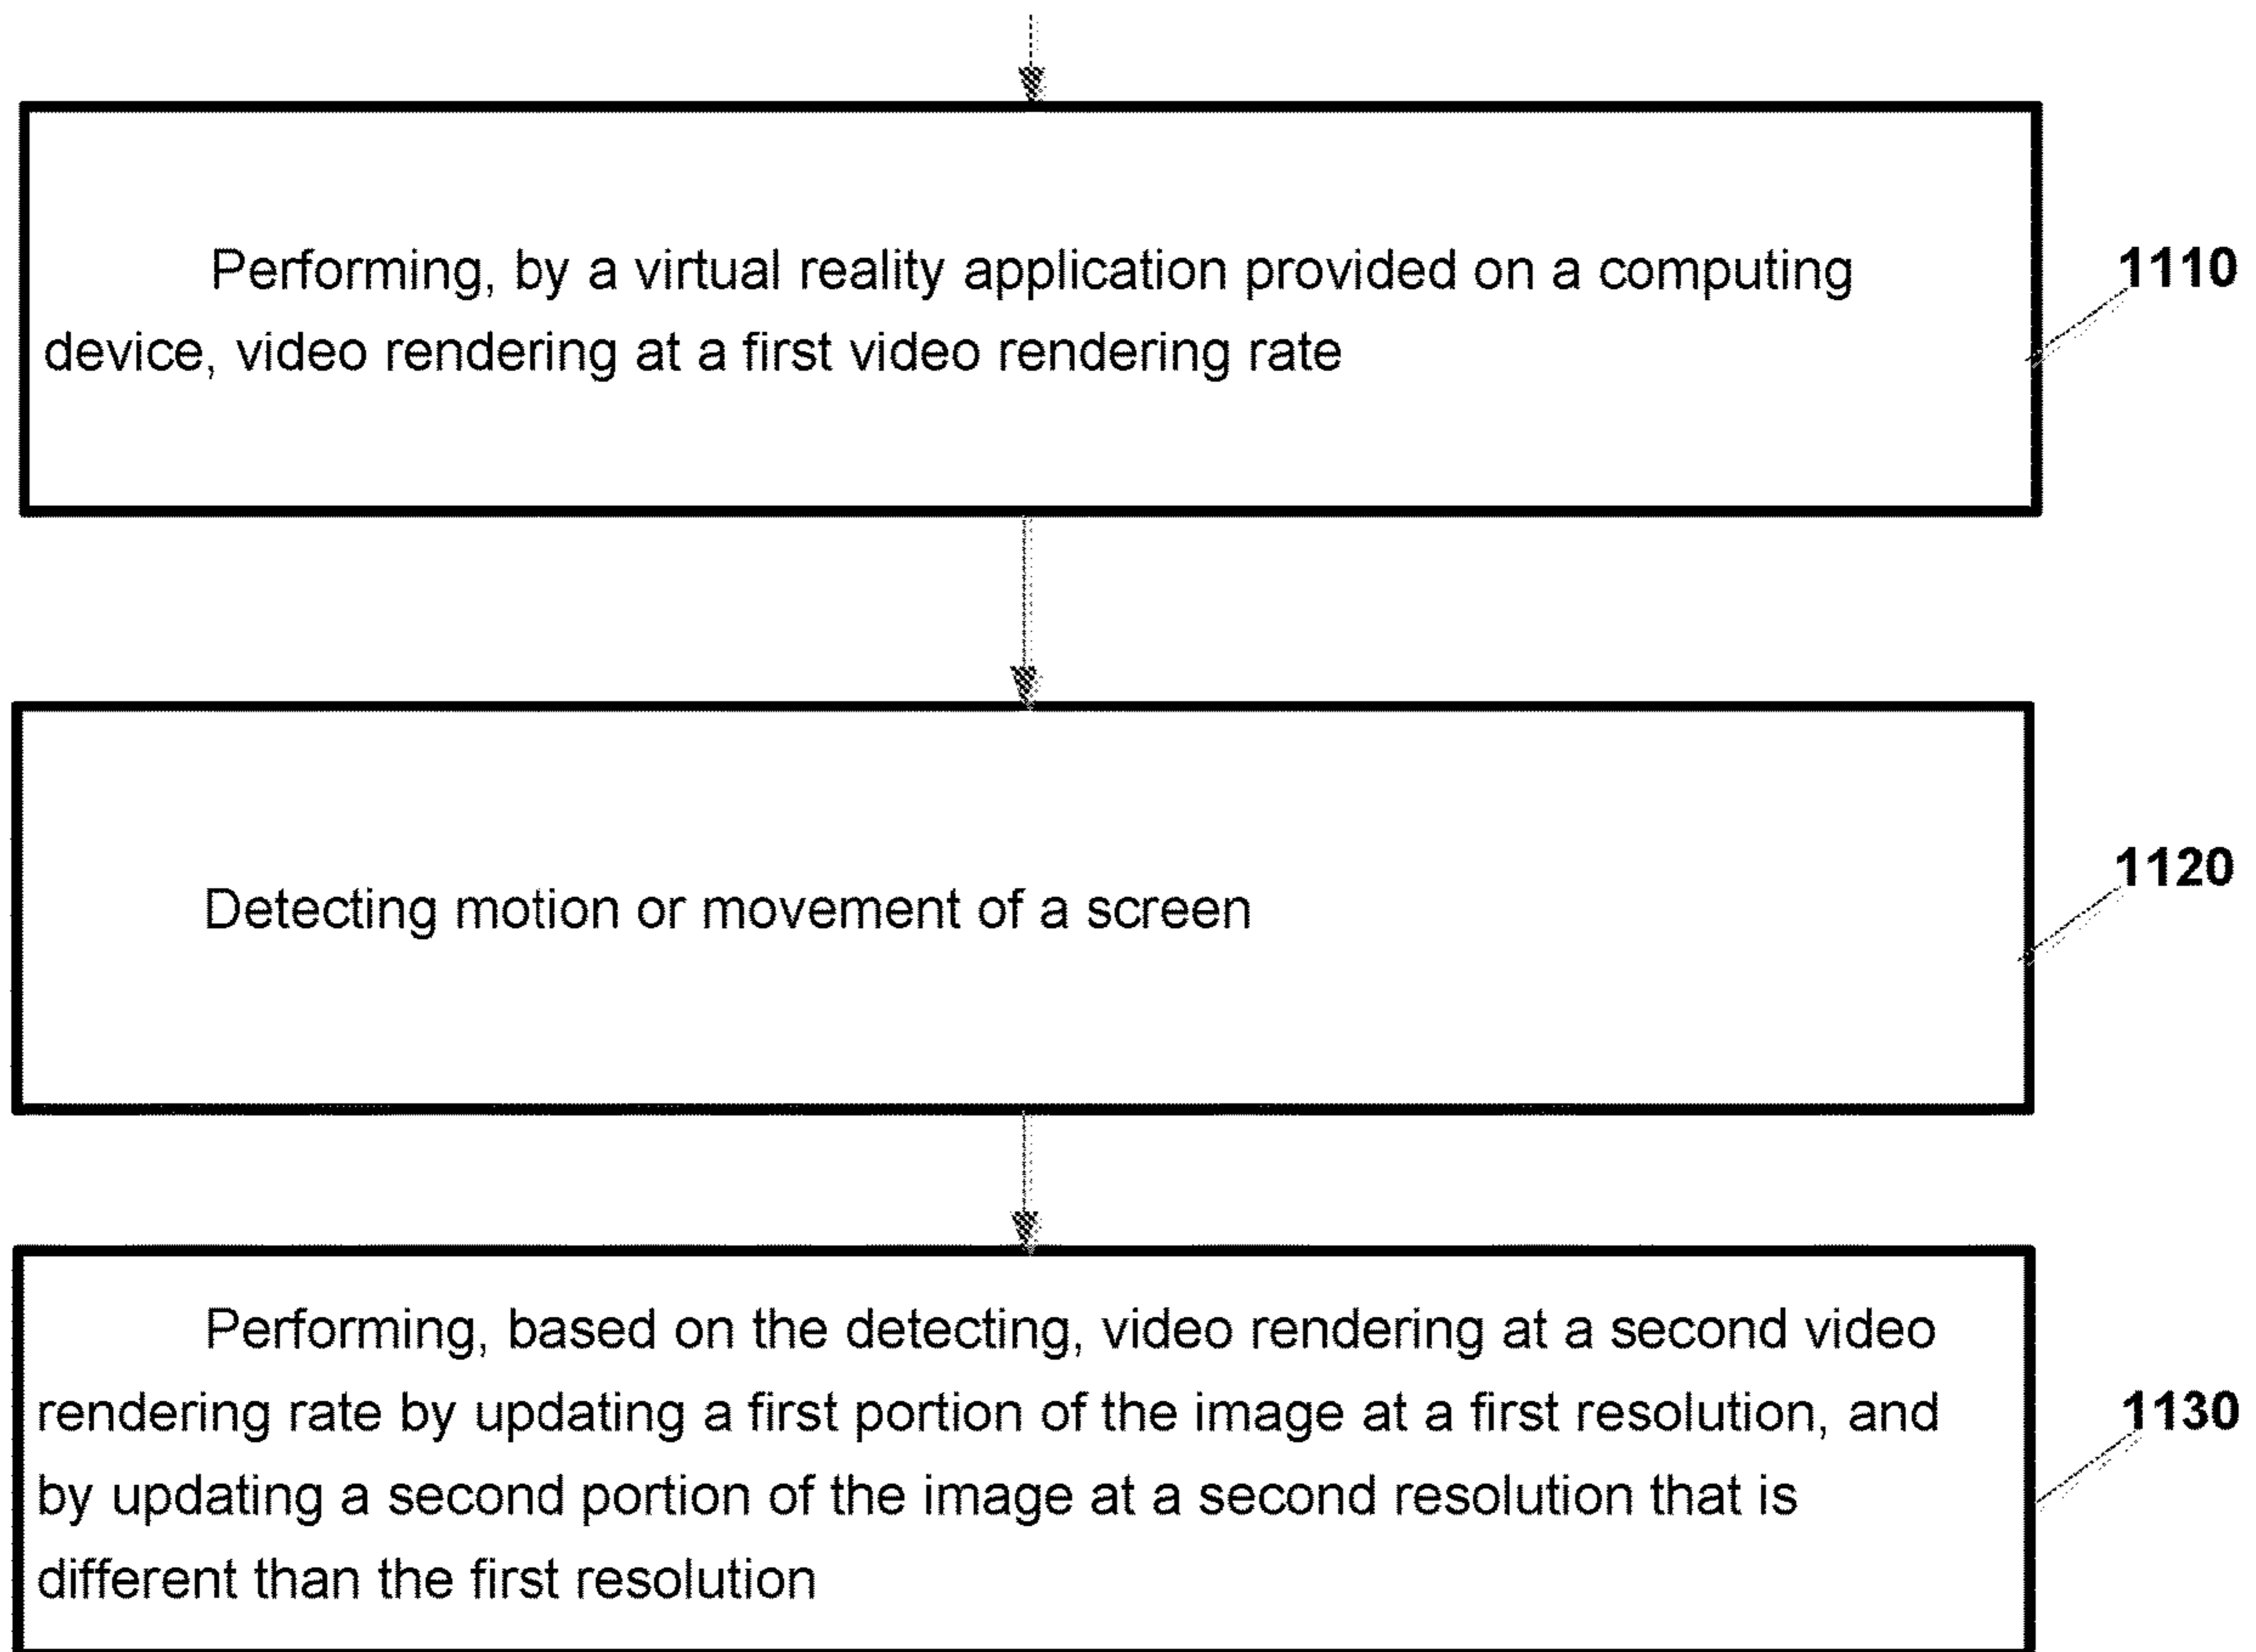 Performing, by a virtual reality application provided on a computing
device, video rendering at a first video rendering rate
1110
Detecting motion or movement of a screen
1120
Performing, based on the detecting, video rendering at a second video
rendering rate by updating a first portion of the image at a first resolution, and
by updating a second portion of the image at a second resolution that is
different than the first resolution
1130